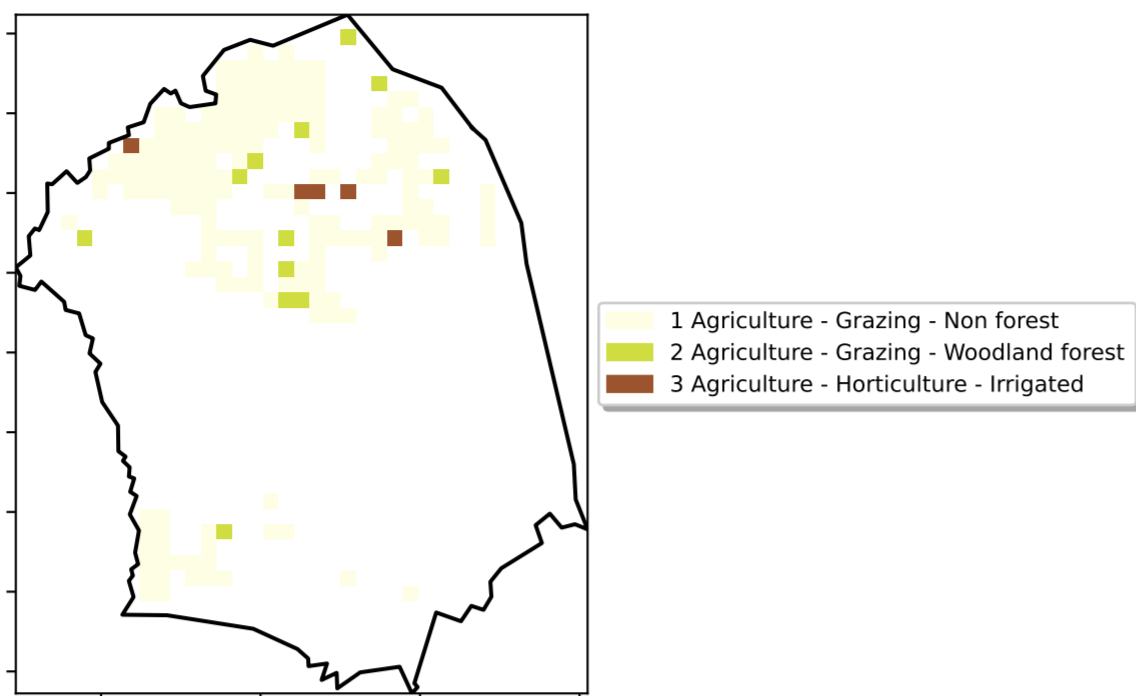 1 Agriculture - Grazing - Non forest
2 Agriculture - Grazing - Woodland forest
3 Agriculture - Horticulture - Irrigated